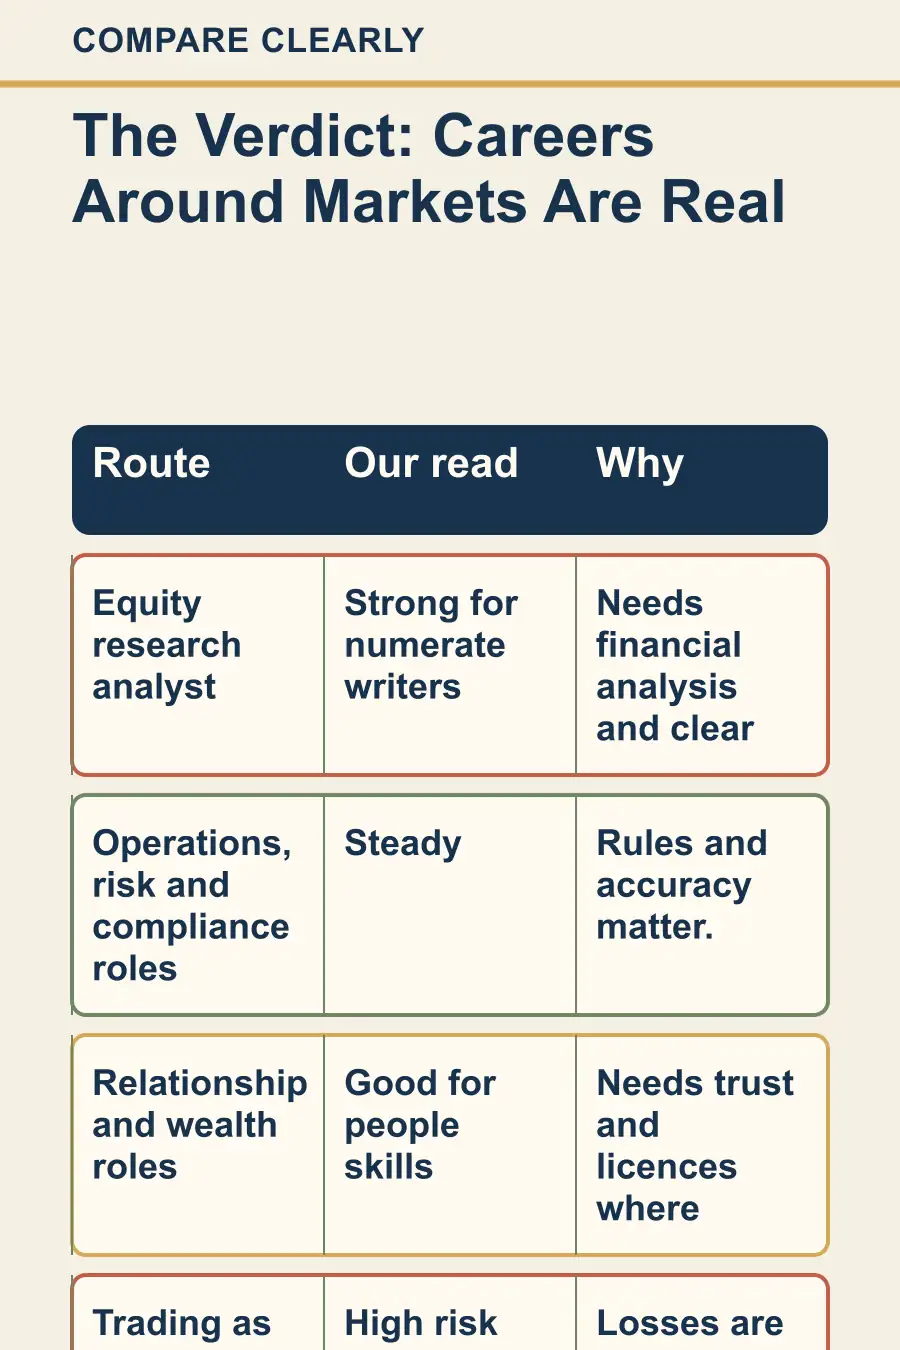 COMPARE CLEARLY
The Verdict: Careers
Around Markets Are Real
Route
Our read
Why
Equity
research
analyst
Strong for
numerate
writers
Needs
financial
analysis
and clear
Operations,
risk and
compliance
roles
Steady
Rules and
accuracy
matter.
Relationship
and wealth
roles
Good for
people
skills
Needs trust
and
licences
where
Trading as
High risk
Losses are